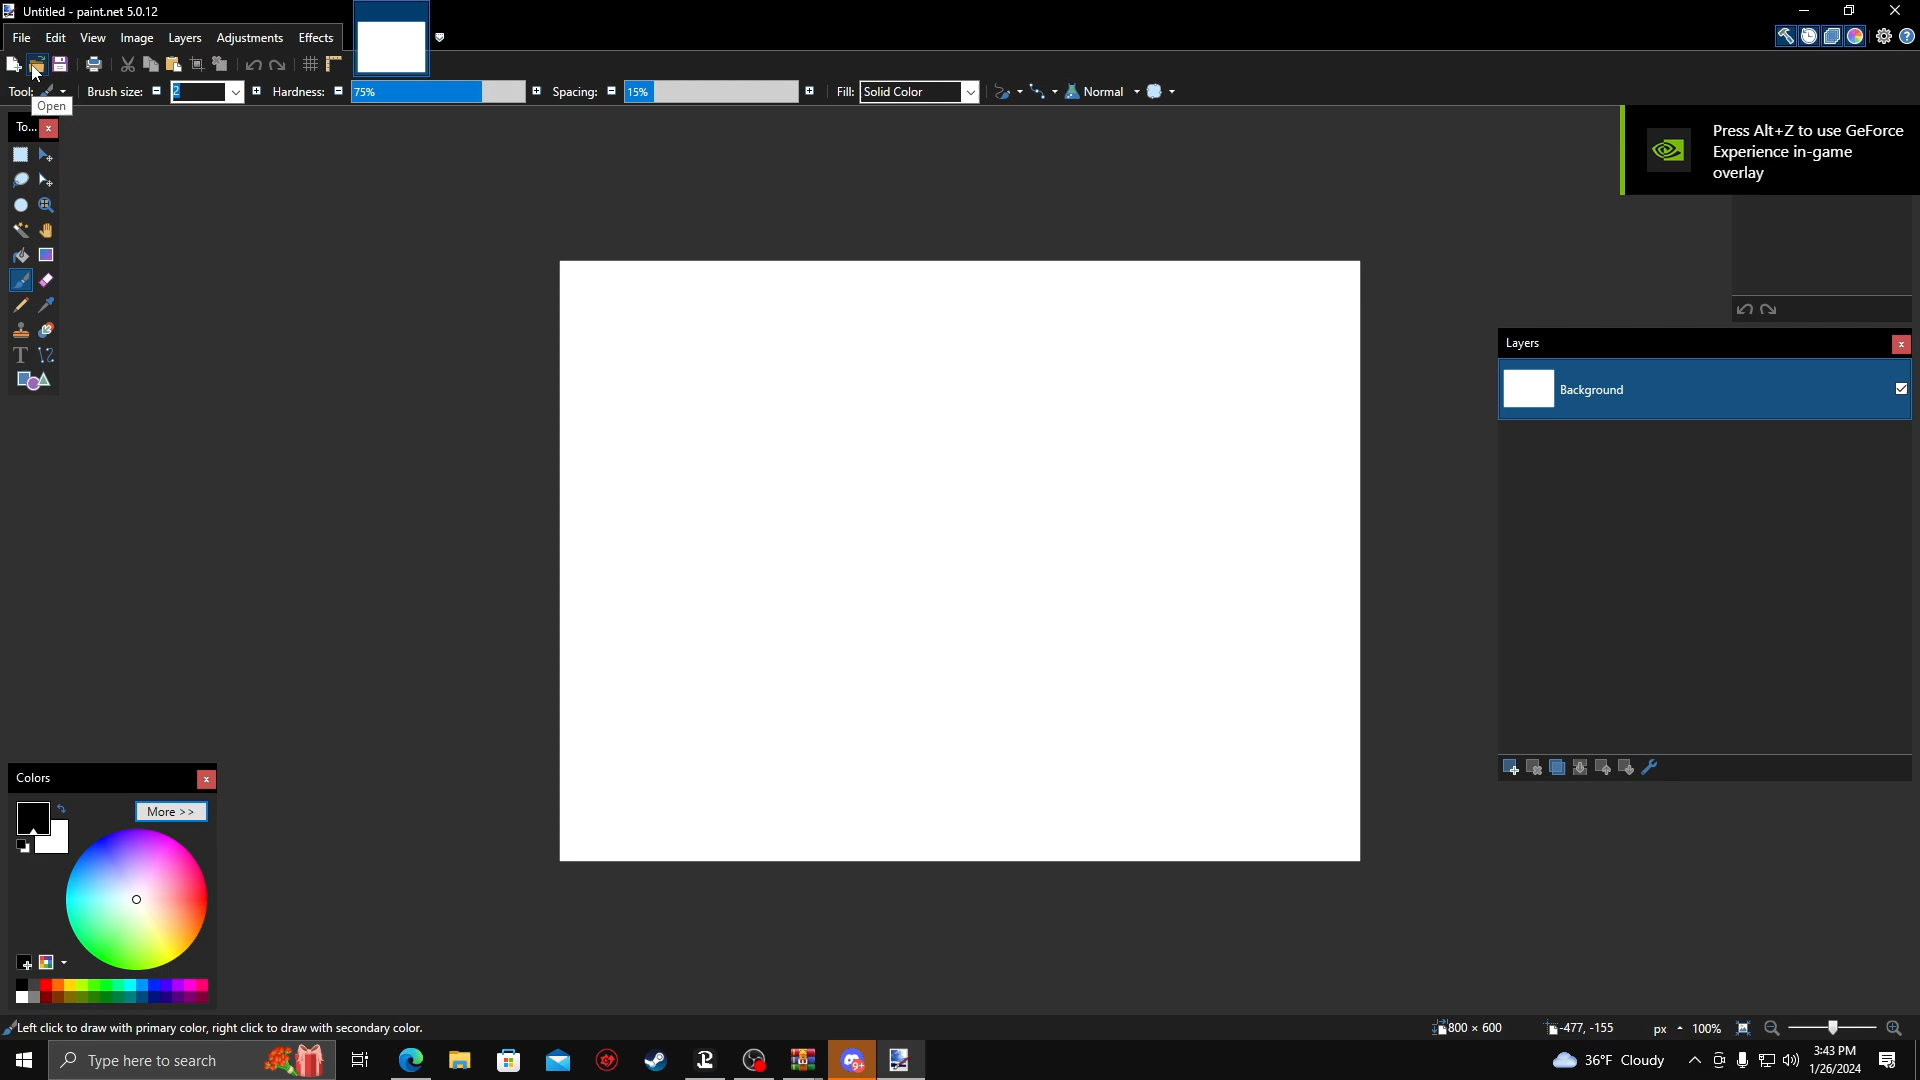 Untitled - paint.net 5.0.12
File Edit View Image Layers Adjustments Effects
Tool: Brush size: 2 Hardness: 75% Spacing: 15% Fill: Solid Color Normal
Open
To...
Press Alt+Z to use GeForce
Experience in-game
overlay
Layers
Background
Colors
More >>
Left click to draw with primary color, right click to draw with secondary color.
800 × 600 -477, -155 px 100%
Type here to search
9+
36°F Cloudy
3:43 PM
1/26/2024